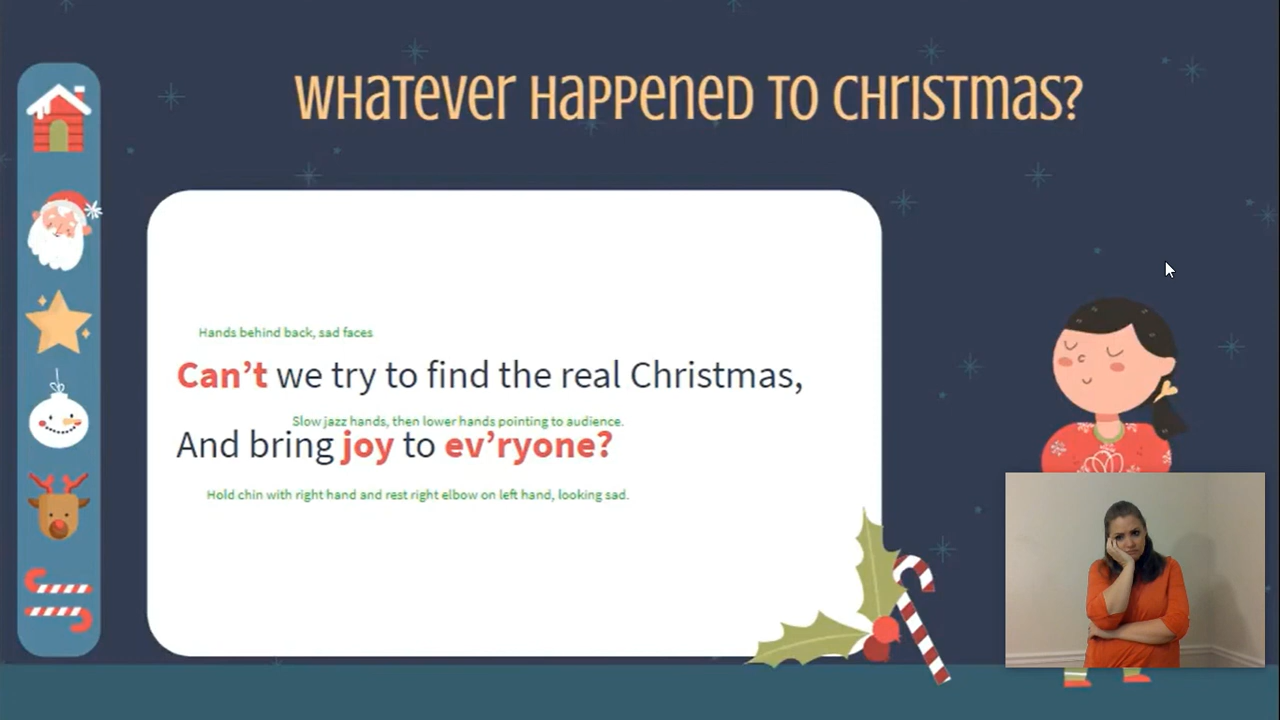 WHATEVER HAPPENED TO CHRISTMAS?
Hands behind back, sad faces
Can't we try to find the real Christmas,
Slow jazz hands, then lower hands pointing to audience.
And bring joy to ev'ryone?
Hold chin with right hand and rest right elbow on left hand, looking sad.